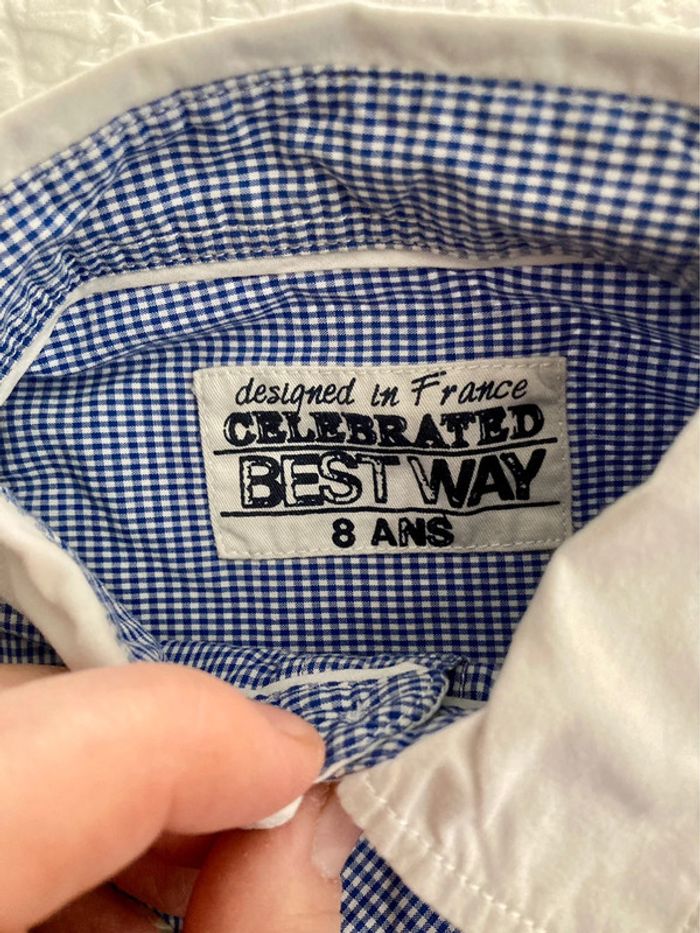 designed in France
CELEBRATED
BEST WAY
8 ANS